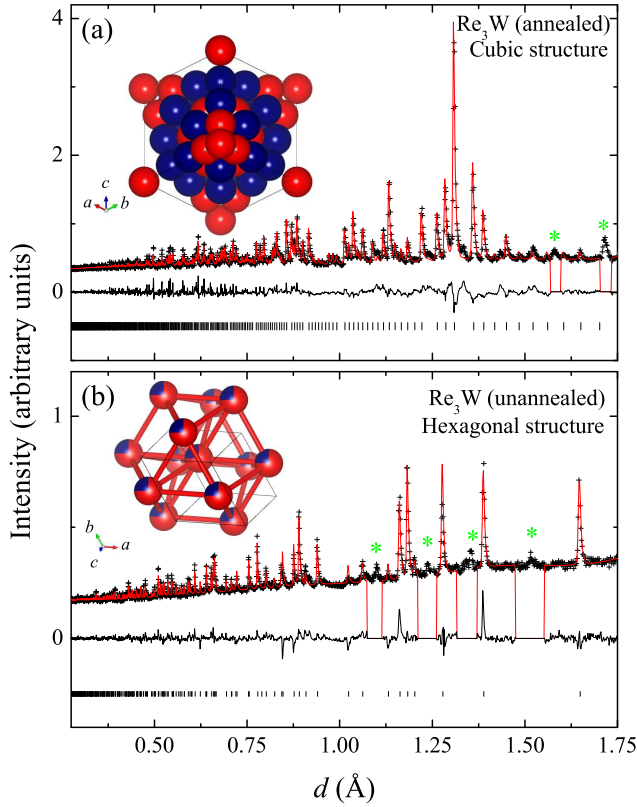 (a)
Re₃W (annealed)
Cubic structure
4
2
0
c
a
b
*
*
(b)
Re₃W (unannealed)
Hexagonal structure
1
0
b
a
c
*
*
*
*
Intensity (arbitrary units)
0.50 0.75 1.00 1.25 1.50 1.75
d (Å)